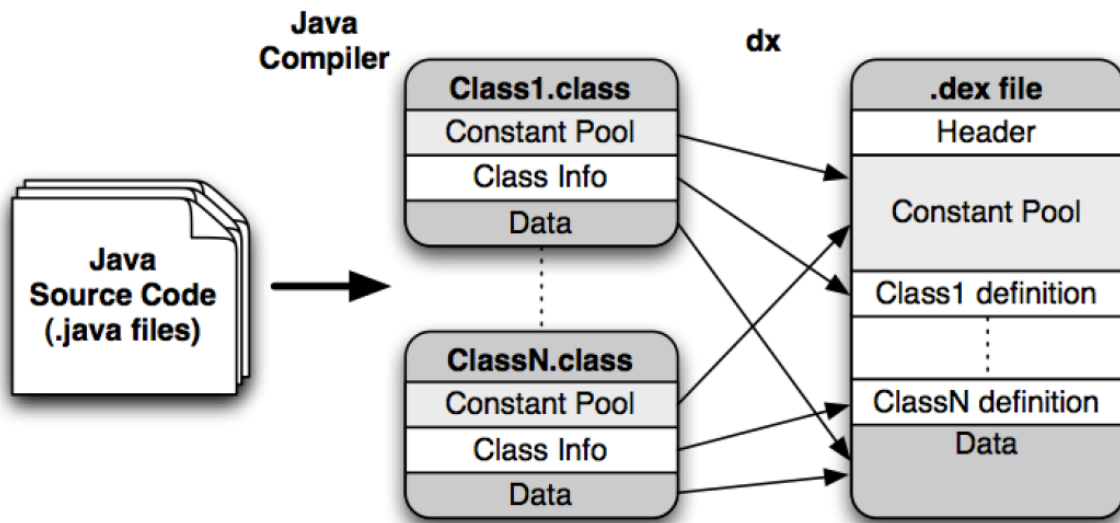 Java
Compiler
dx
Java
Source Code
(.java files)
Class1.class
Constant Pool
Class Info
Data
ClassN.class
Constant Pool
Class Info
Data
.dex file
Header
Constant Pool
Class1 definition
ClassN definition
Data